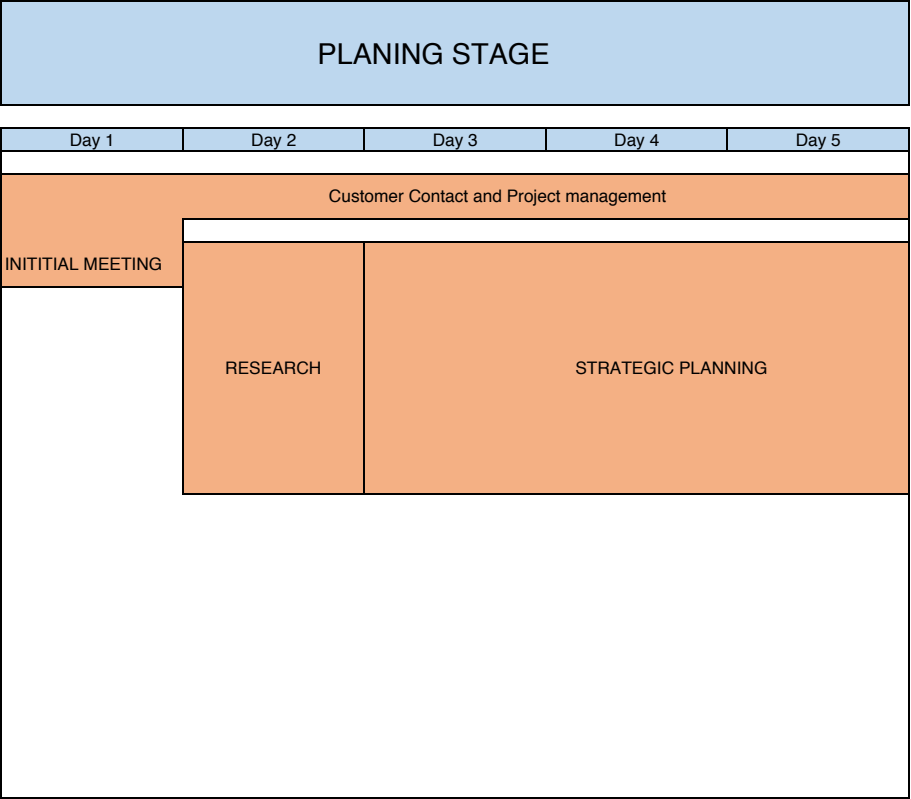 PLANING STAGE
Day 1
Day 2
Day 3
Day 4
Day 5
Customer Contact and Project management
INITITIAL MEETING
RESEARCH
STRATEGIC PLANNING